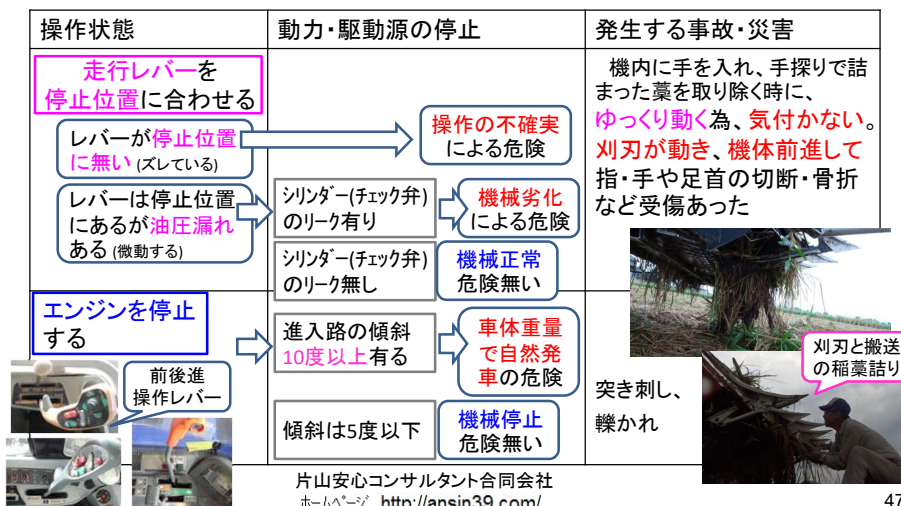 操作状態
動力・駆動源の停止
発生する事故・災害
走行レバーを
停止位置に合わせる
レバーが停止位置
に無い (ズレている)
操作の不確実
による危険
レバーは停止位置
にあるが油圧漏れ
ある (微動する)
ｼﾘﾝﾀﾞｰ(ﾁｪｯｸ弁)
のﾘｰｸ有り
機械劣化
による危険
ｼﾘﾝﾀﾞｰ(ﾁｪｯｸ弁)
のﾘｰｸ無し
機械正常
危険無い
機内に手を入れ、手探りで詰
まった藁を取り除く時に、
ゆっくり動く為、気付かない。
刈刃が動き、機体前進して
指・手や足首の切断・骨折
など受傷あった
エンジンを停止
する
進入路の傾斜
10度以上有る
車体重量
で自然発
車の危険
前後進
操作レバー
傾斜は5度以下
機械停止
危険無い
突き刺し、
轢かれ
刈刃と搬送
の稲藁詰り
片山安心コンサルタント合同会社
ﾎｰﾑﾍﾟｰｼﾞ http://ansin39.com/
47